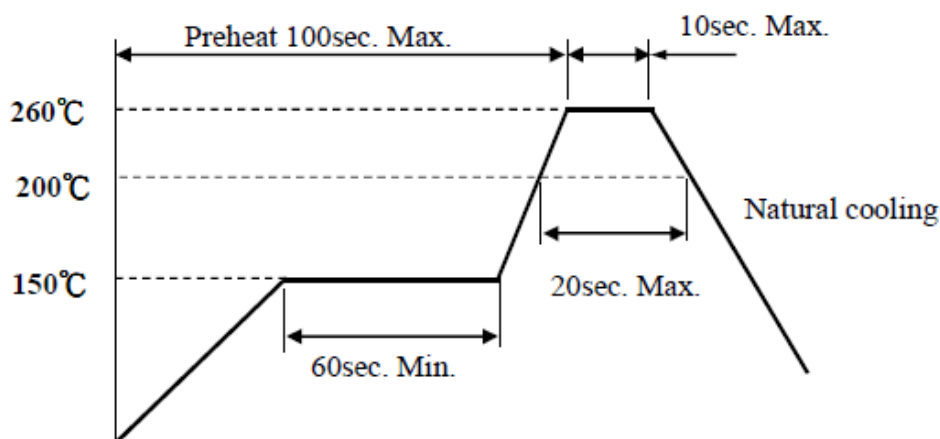 Preheat 100sec. Max.
10sec. Max.
260℃
200℃
Natural cooling
150℃
20sec. Max.
60sec. Min.